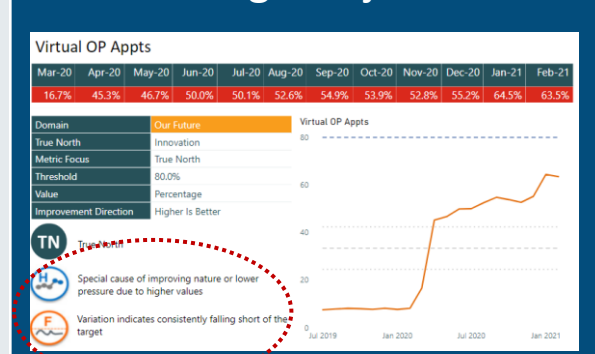 Virtual OP Appts
Mar-20 Apr-20 May-20 Jun-20 Jul-20 Aug-20 Sep-20 Oct-20 Nov-20 Dec-20 Jan-21 Feb-21
16.7% 45.3% 46.7% 50.0% 50.1% 52.6% 54.9% 53.9% 52.8% 55.2% 64.5% 63.5%
Domain Our Future
True North Innovation
Metric Focus True North
Threshold 80.0%
Value Percentage
Improvement Direction Higher Is Better
TN True North
H Special cause of improving nature or lower
pressure due to higher values
F Variation indicates consistently falling short of the
target
Virtual OP Appts
80
60
40
20
0
Jul 2019 Jan 2020 Jul 2020 Jan 2021